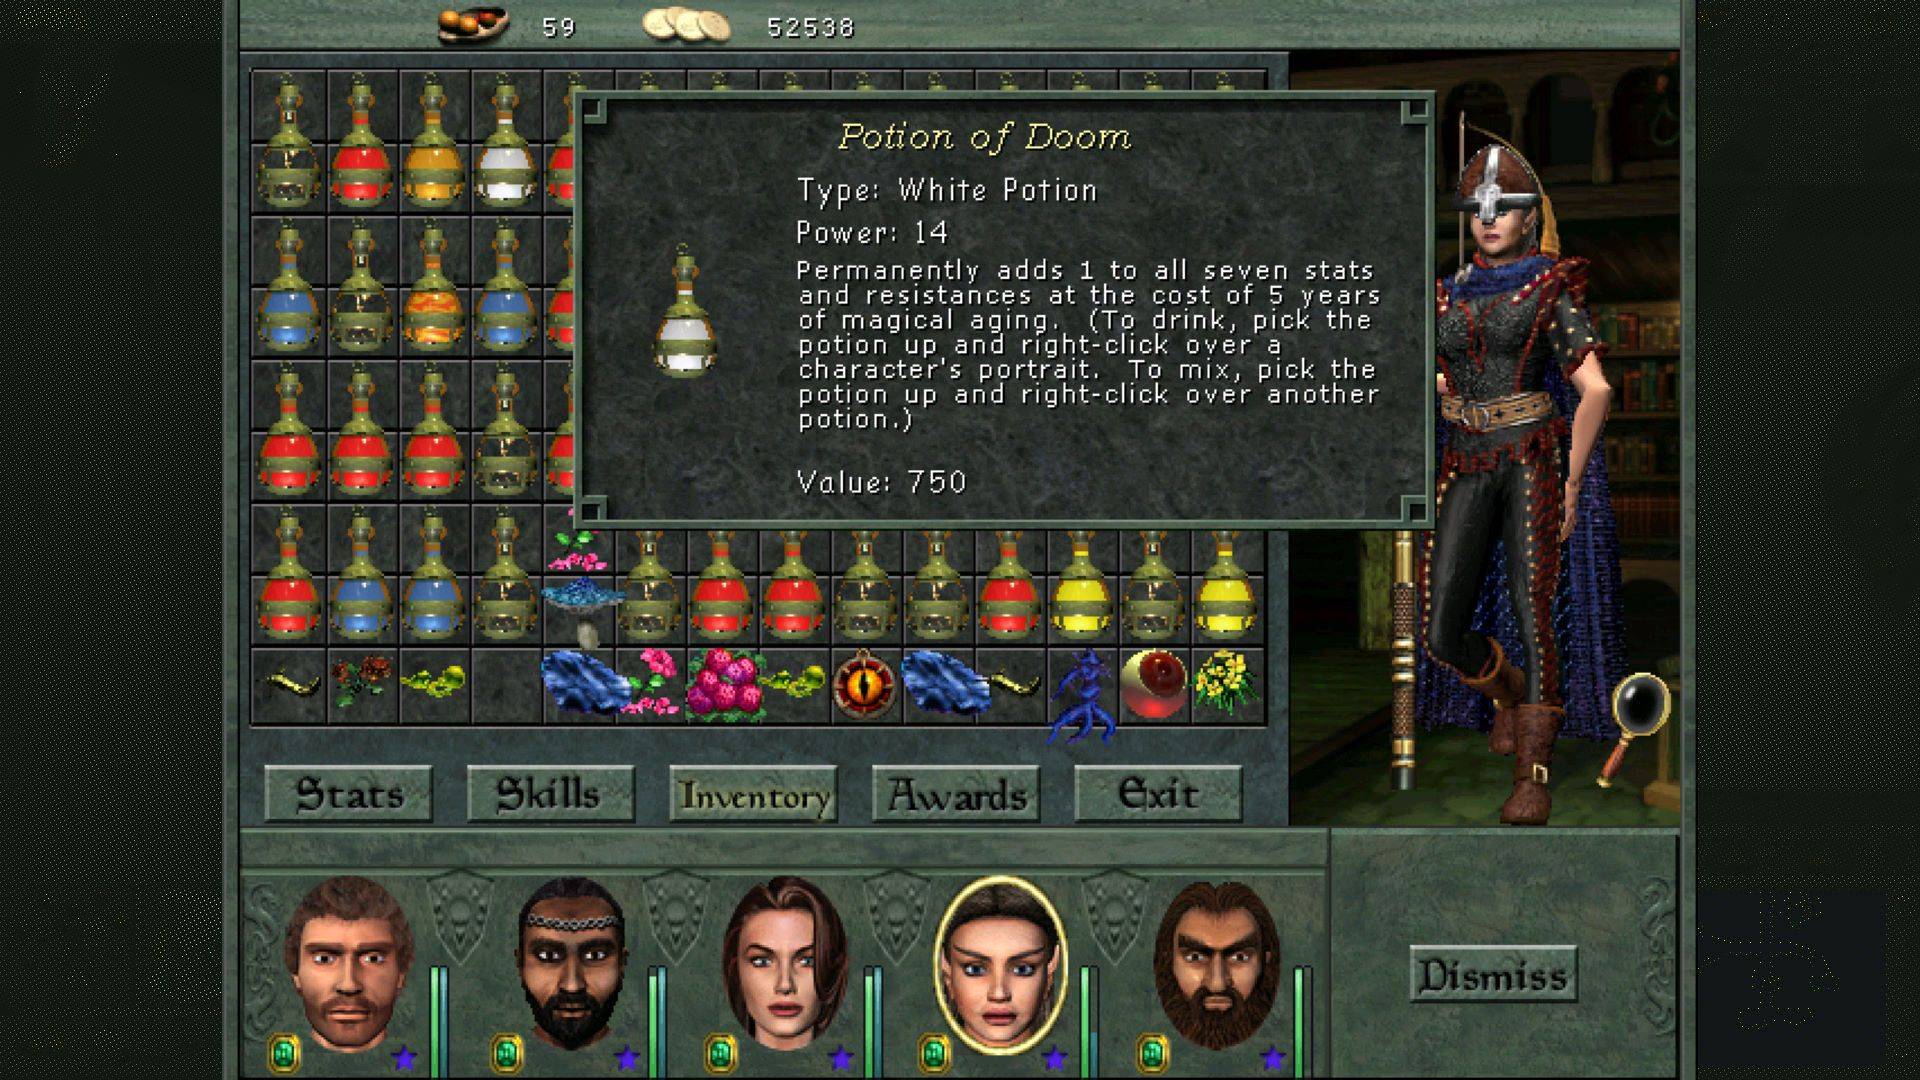 59 52538
Potion of Doom
Type: White Potion
Power: 14
Permanently adds 1 to all seven stats
and resistances at the cost of 5 years
of magical aging. (To drink, pick the
potion up and right-click over a
character's portrait. To mix, pick the
potion up and right-click over another
potion.)
Value: 750
Stats Skills Inventory Awards Exit
Dismiss